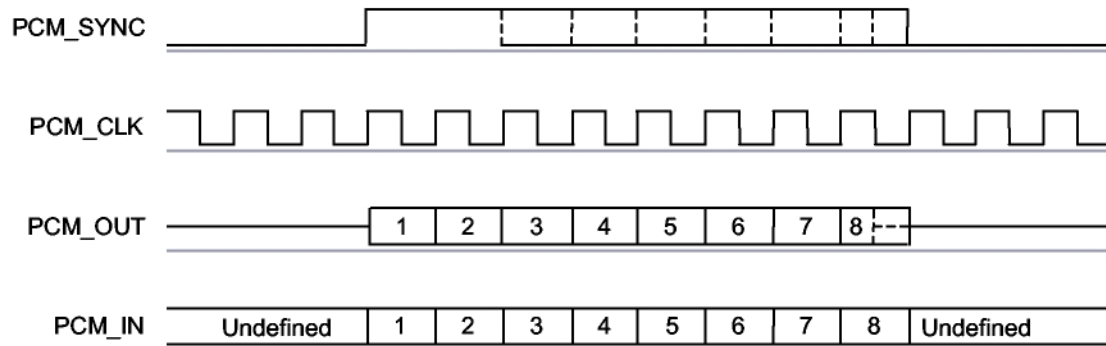 PCM_SYNC
PCM_CLK
PCM_OUT 1 2 3 4 5 6 7 8
PCM_IN Undefined 1 2 3 4 5 6 7 8 Undefined